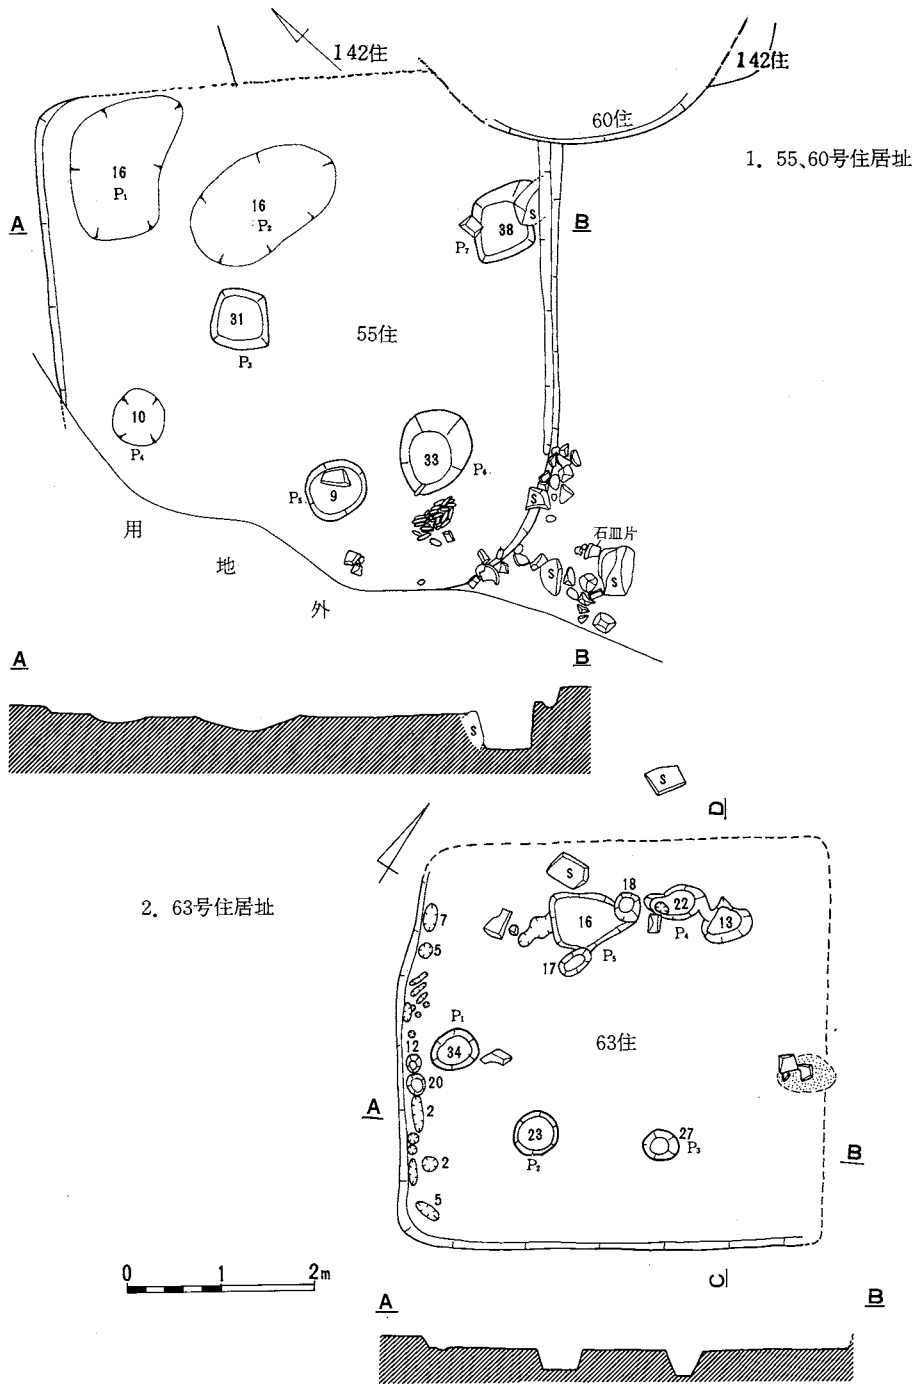 142住
142住
60住
1. 55、60号住居址
16
P₁
16
P₂
A
B
S
38
P₇
31
P₃
55住
10
P₄
33
P₆
P₅
9
S
石皿片
S
S
用
地
外
A
B
S
S
D
2. 63号住居址
S
18
22
16
13
P₄
7
5
17
P₅
P₁
34
63住
12
20
A
2
23
P₂
27
P₃
B
2
5
0 1 2m
C
A
B